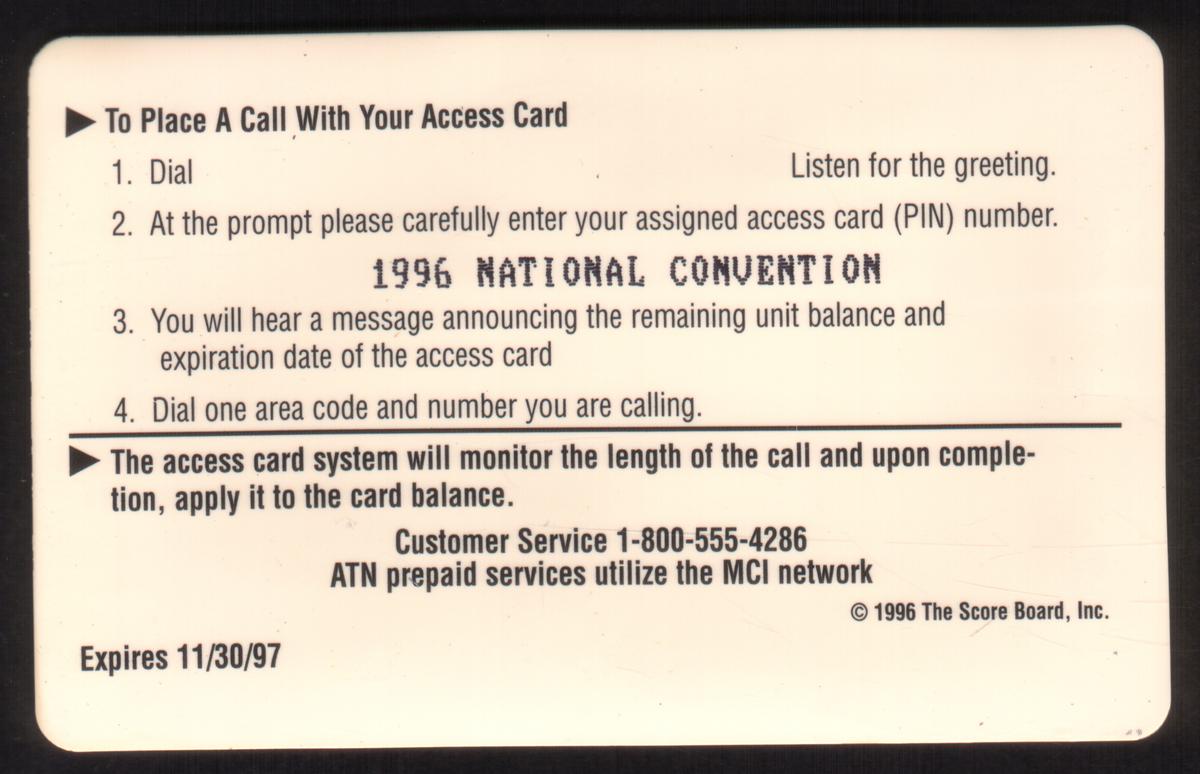 ▶ To Place A Call With Your Access Card
1. Dial Listen for the greeting.
2. At the prompt please carefully enter your assigned access card (PIN) number.
1996 NATIONAL CONVENTION
3. You will hear a message announcing the remaining unit balance and
expiration date of the access card
4. Dial one area code and number you are calling.
▶ The access card system will monitor the length of the call and upon comple-
tion, apply it to the card balance.
Customer Service 1-800-555-4286
ATN prepaid services utilize the MCI network
© 1996 The Score Board, Inc.
Expires 11/30/97